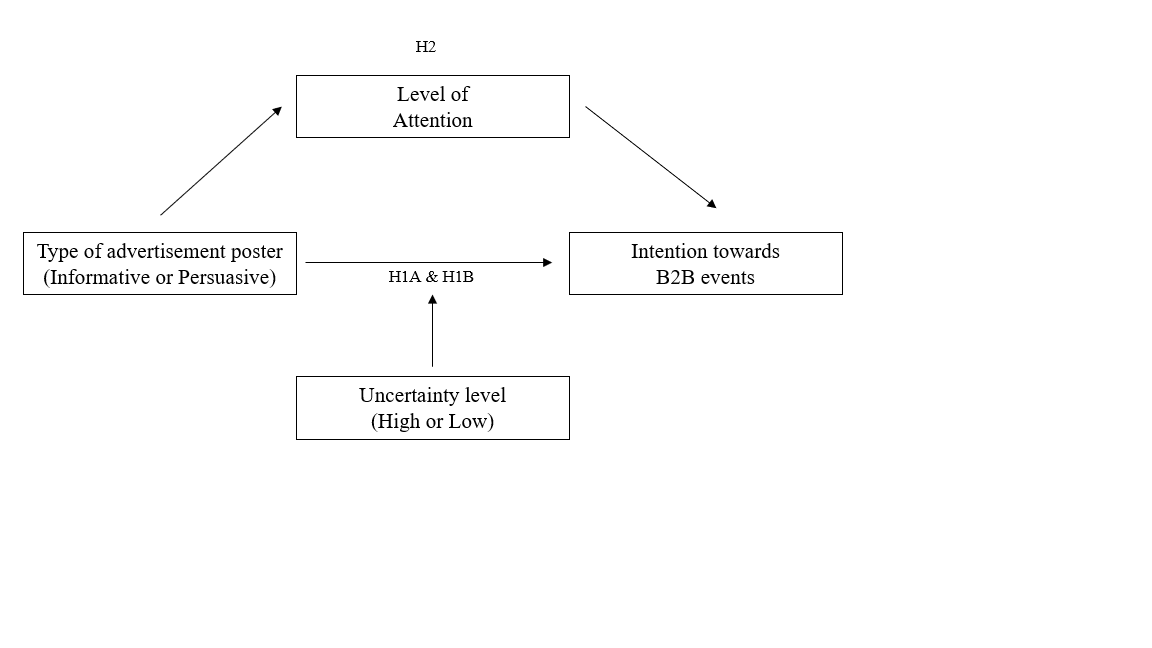 H2
Level of
Attention
Type of advertisement poster
(Informative or Persuasive)
H1A & H1B
Intention towards
B2B events
Uncertainty level
(High or Low)